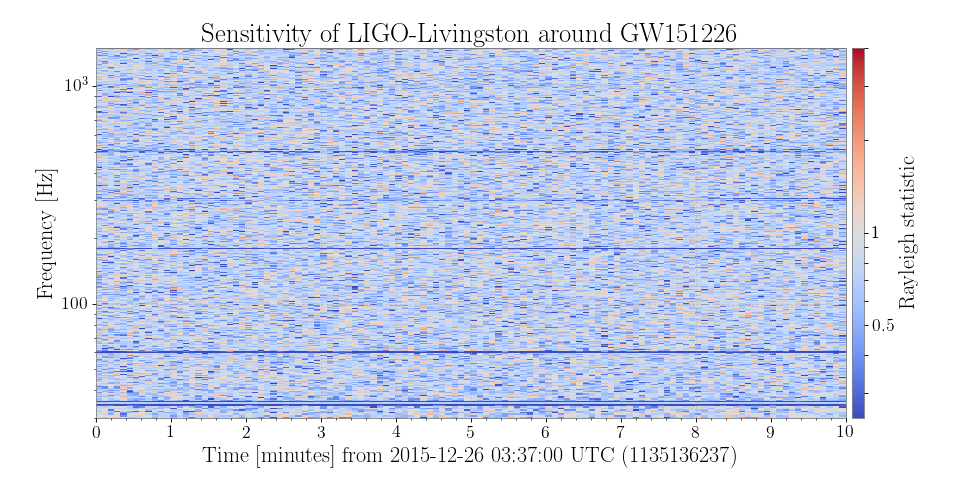 Sensitivity of LIGO-Livingston around GW151226
Frequency [Hz]
10³
100
0 1 2 3 4 5 6 7 8 9 10
Time [minutes] from 2015-12-26 03:37:00 UTC (1135136237)
1
0.5
Rayleigh statistic